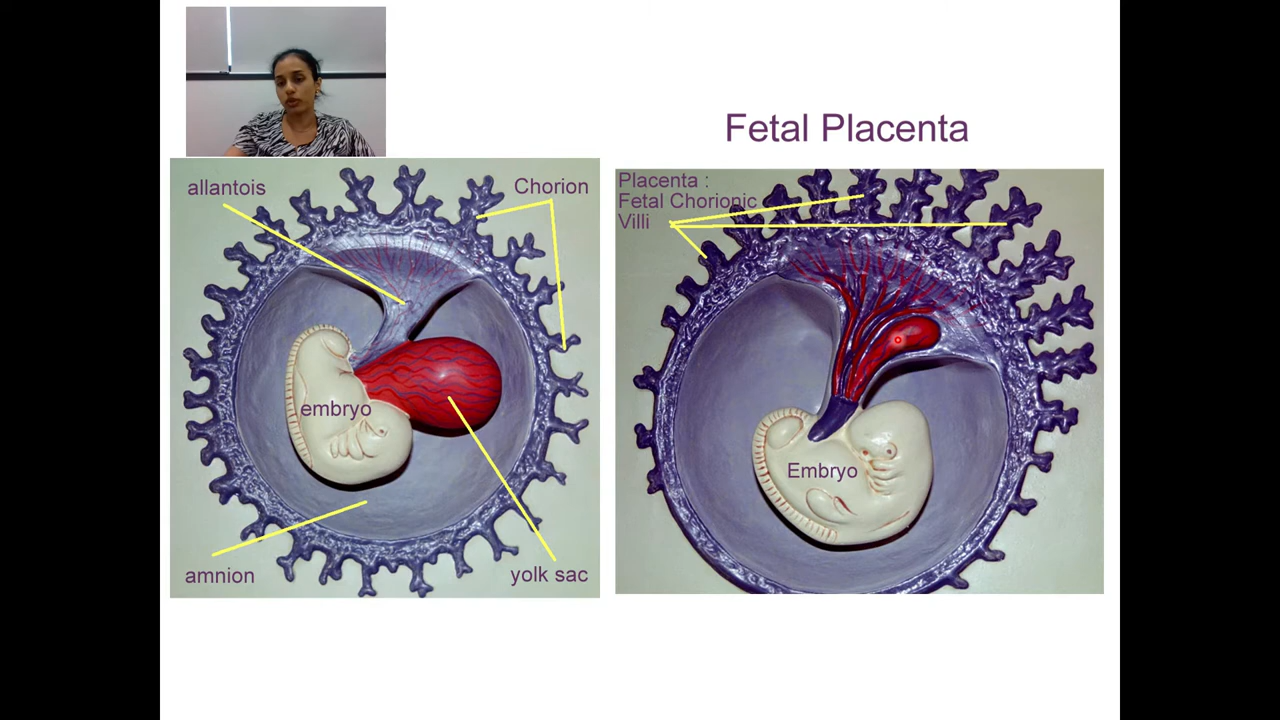 Fetal Placenta
allantois
Chorion
embryo
amnion
yolk sac
Placenta :
Fetal Chorionic
Villi
Embryo